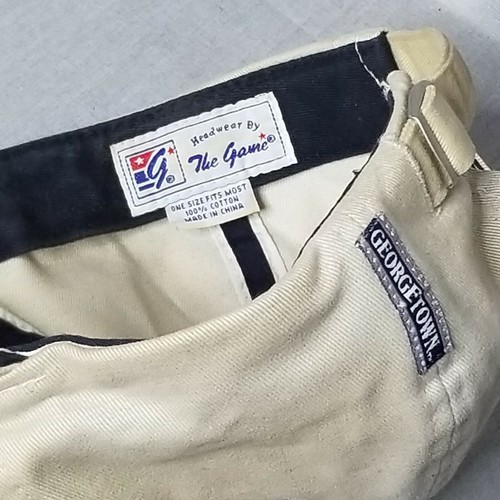 Headwear By
G®
The Game®
ONE SIZE FITS MOST
100% COTTON
MADE IN CHINA
GEORGETOWN